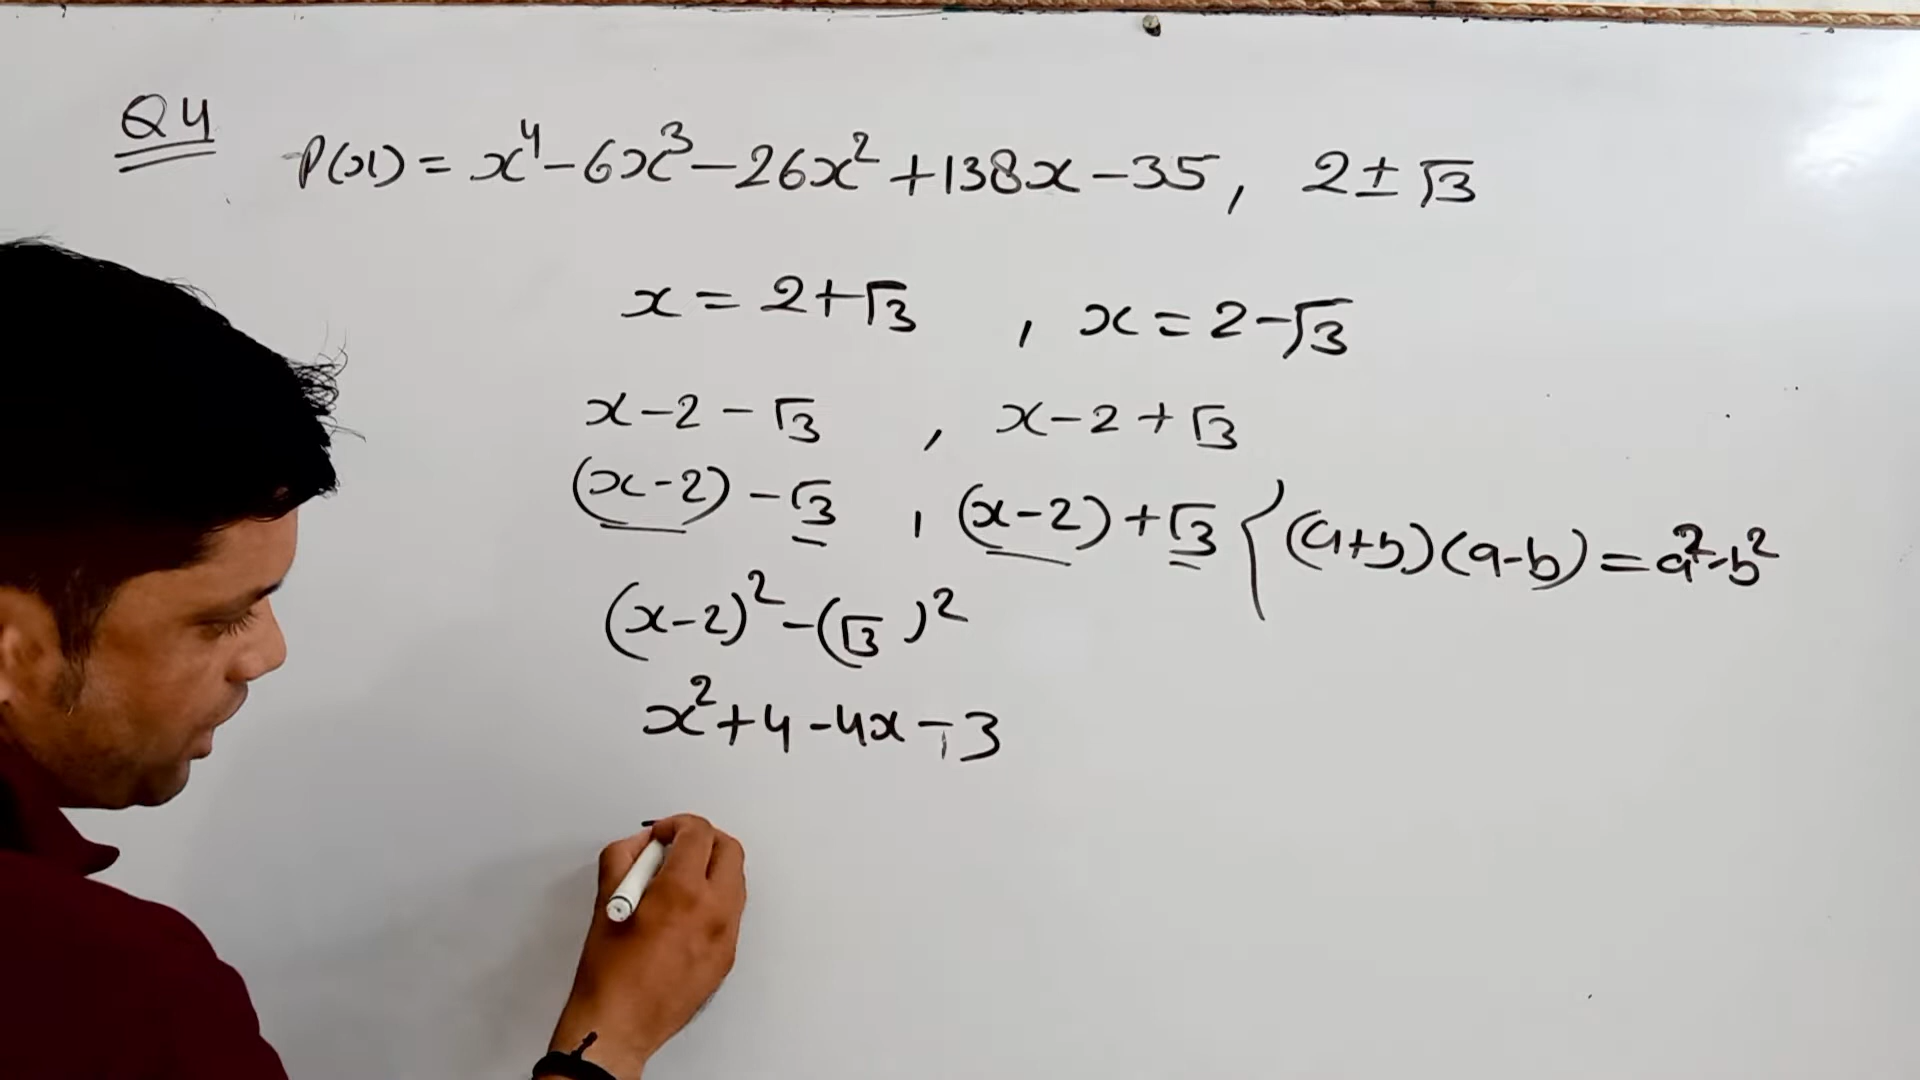 Q4
P(x) = x⁴-6x³-26x²+138x-35, 2±√3
x = 2+√3 , x = 2-√3
x-2-√3 , x-2+√3
(x-2)-√3 , (x-2)+√3 { (a+b)(a-b) = a²-b²
(x-2)²-(√3)²
x²+4-4x-3